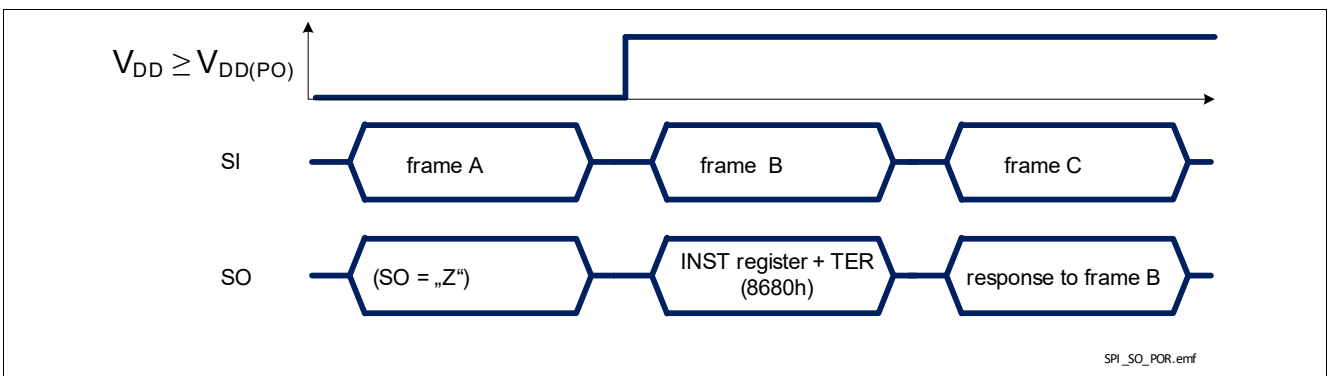 VDD ≥ VDD(PO)
SI
frame A
frame B
frame C
SO
(SO = „Z“)
INST register + TER
(8680h)
response to frame B
SPI_SO_POR.emf